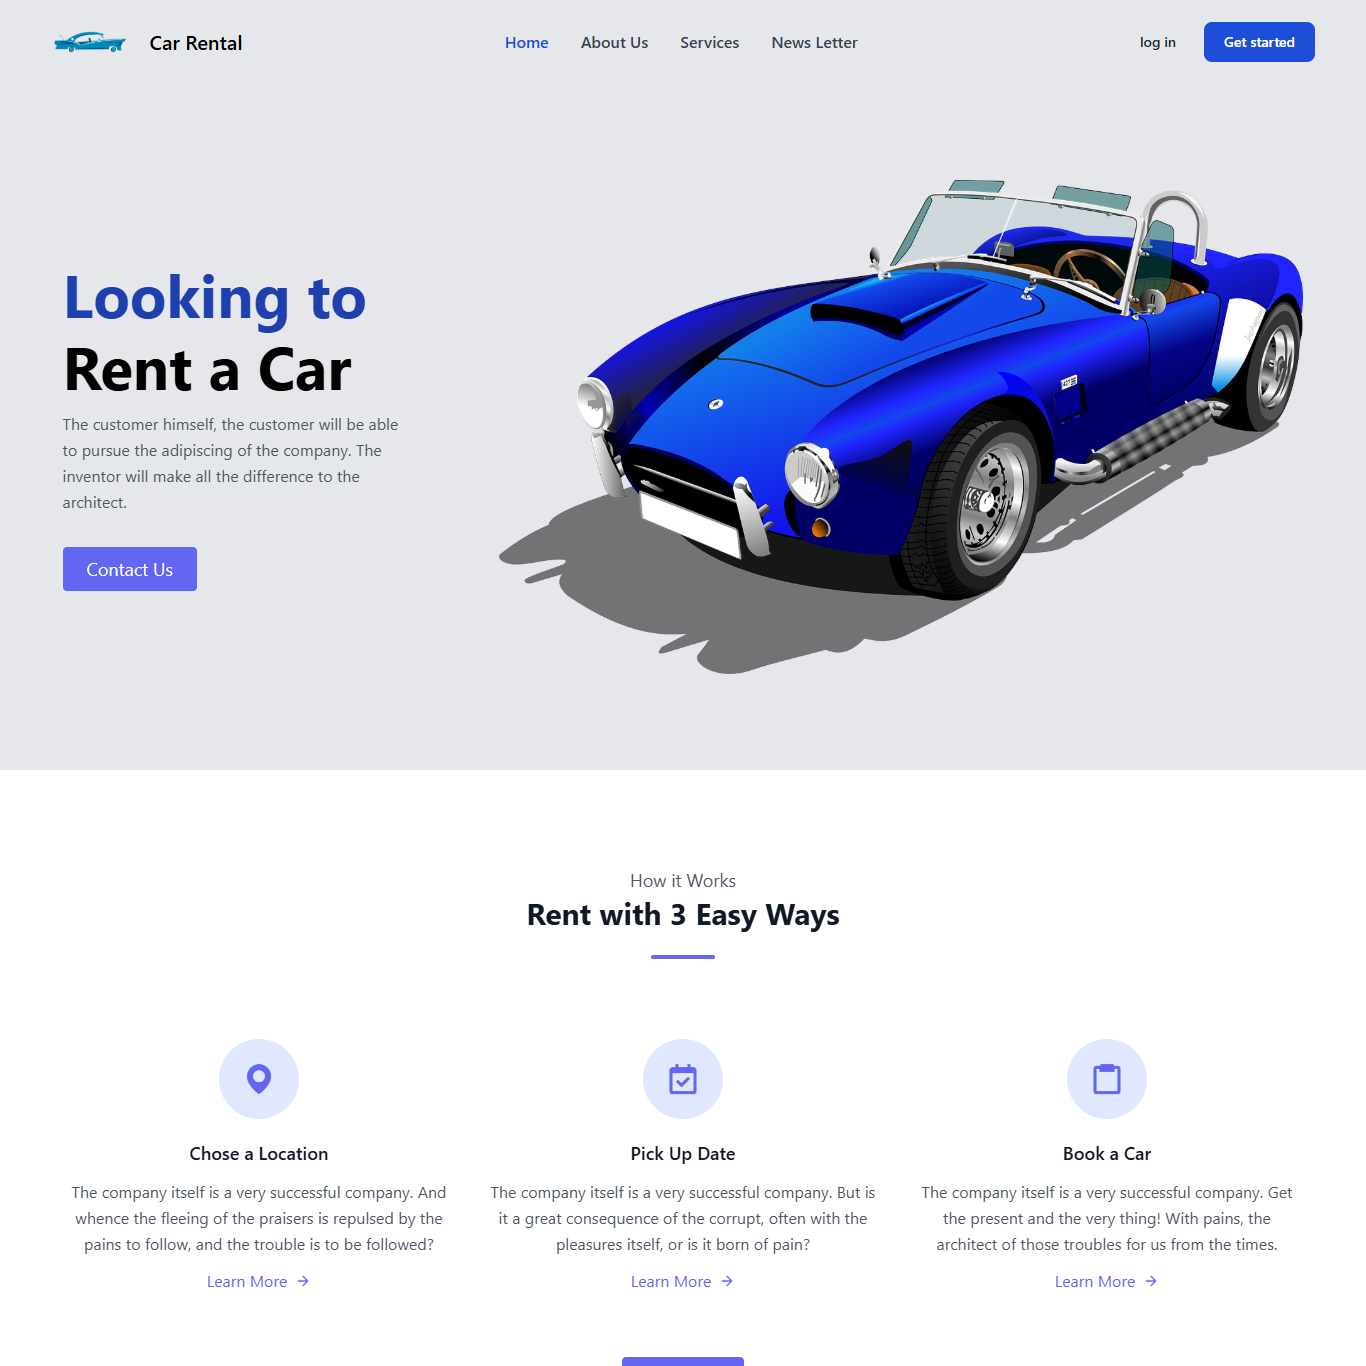 Car Rental
Home
About Us
Services
News Letter
log in
Get started
Looking to
Rent a Car
The customer himself, the customer will be able
to pursue the adipiscing of the company. The
inventor will make all the difference to the
architect.
Contact Us
427
How it Works
Rent with 3 Easy Ways
Chose a Location
The company itself is a very successful company. And
whence the fleeing of the praisers is repulsed by the
pains to follow, and the trouble is to be followed?
Learn More
Pick Up Date
The company itself is a very successful company. But is
it a great consequence of the corrupt, often with the
pleasures itself, or is it born of pain?
Learn More
Book a Car
The company itself is a very successful company. Get
the present and the very thing! With pains, the
architect of those troubles for us from the times.
Learn More